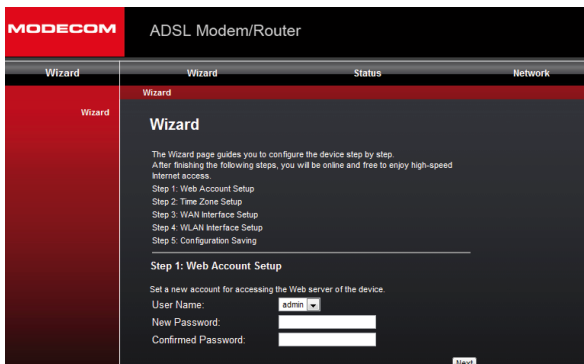 MODECOM
ADSL Modem/Router
Wizard
Wizard Status Network
Wizard
Wizard
Wizard
The Wizard page guides you to configure the device step by step.
After finishing the following steps, you will be online and free to enjoy high-speed
Internet access.
Step 1: Web Account Setup
Step 2: Time Zone Setup
Step 3: WAN Interface Setup
Step 4: WLAN Interface Setup
Step 5: Configuration Saving
Step 1: Web Account Setup
Set a new account for accessing the Web server of the device.
User Name: admin
New Password:
Confirmed Password:
Next